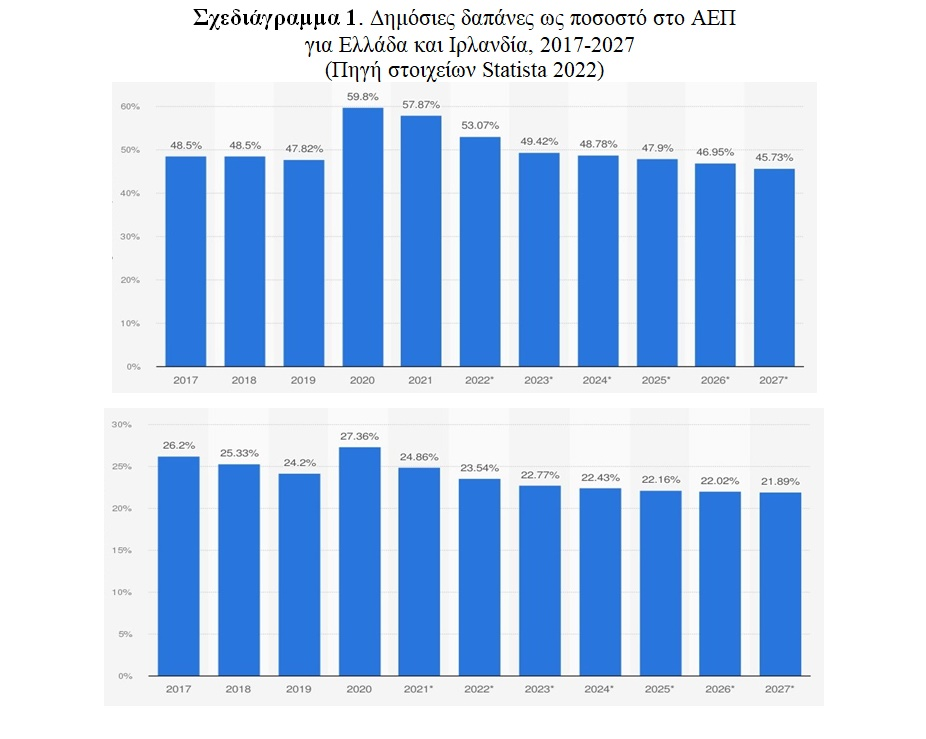 Σχεδιάγραμμα 1. Δημόσιες δαπάνες ως ποσοστό στο ΑΕΠ
για Ελλάδα και Ιρλανδία, 2017-2027
(Πηγή στοιχείων Statista 2022)
60%
50%
40%
30%
20%
10%
0%
48.5% 48.5% 47.82% 59.8% 57.87% 53.07% 49.42% 48.78% 47.9% 46.95% 45.73%
2017 2018 2019 2020 2021 2022* 2023* 2024* 2025* 2026* 2027*
30%
25%
20%
15%
10%
5%
0%
26.2% 25.33% 24.2% 27.36% 24.86% 23.54% 22.77% 22.43% 22.16% 22.02% 21.89%
2017 2018 2019 2020 2021* 2022* 2023* 2024* 2025* 2026* 2027*